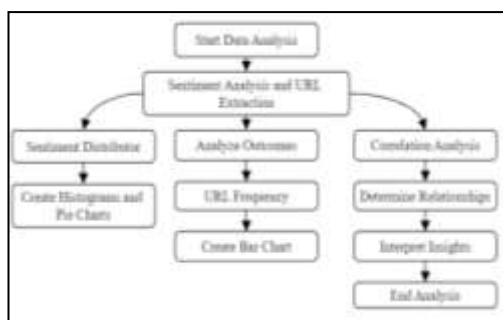 Start Data Analysis
Sentiment Analysis and URL
Extraction
Sentiment Distributor
Analyze Outcomes
Correlation Analysis
Create Histograms and
Pie Charts
URL Frequency
Determine Relationships
Create Bar Chart
Interpret Insights
End Analysis